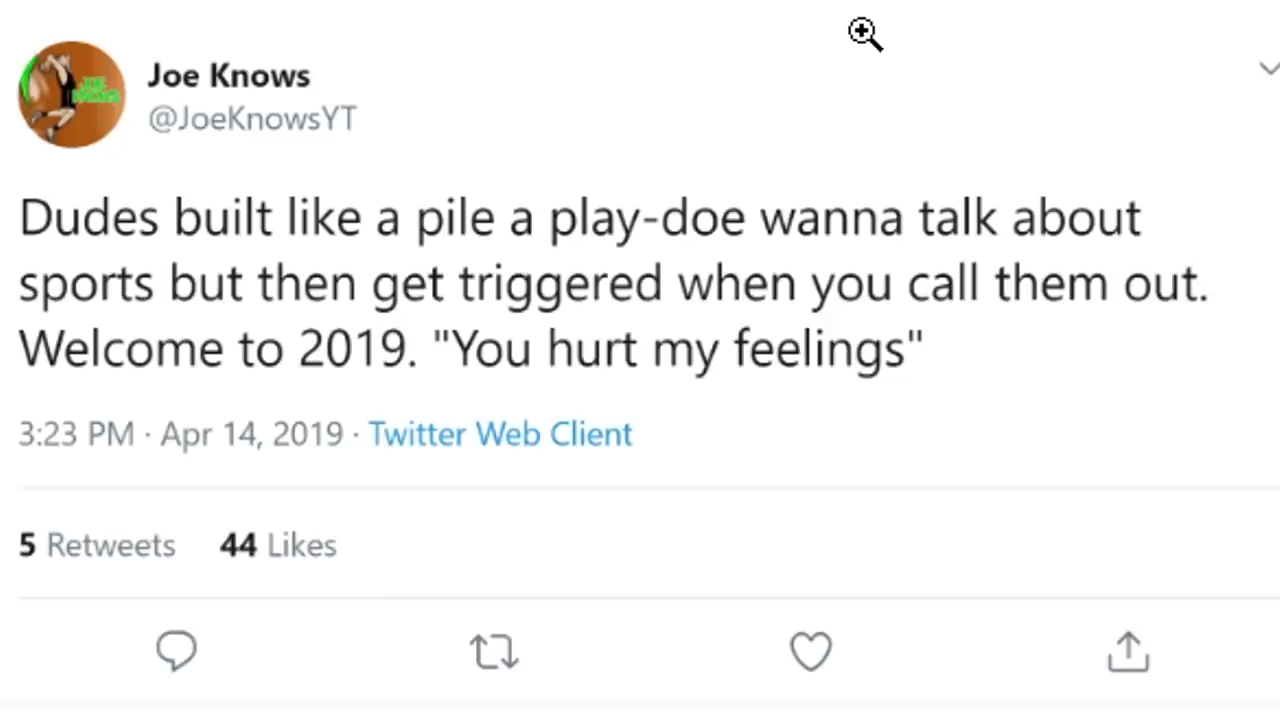 Joe Knows
@JoeKnowsYT
Dudes built like a pile a play-doe wanna talk about
sports but then get triggered when you call them out.
Welcome to 2019. "You hurt my feelings"
3:23 PM · Apr 14, 2019 · Twitter Web Client
5 Retweets 44 Likes